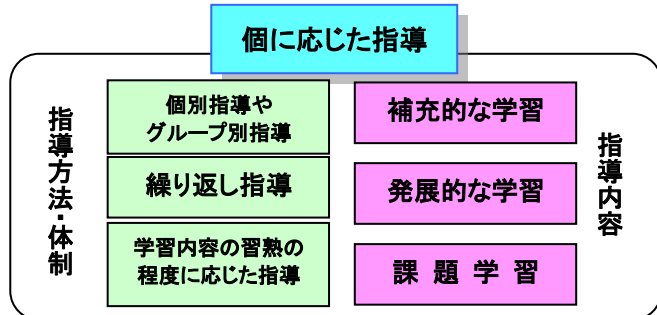 個に応じた指導
指導方法・体制
個別指導や
グループ別指導
繰り返し指導
学習内容の習熟の
程度に応じた指導
補充的な学習
発展的な学習
課 題 学 習
指導内容